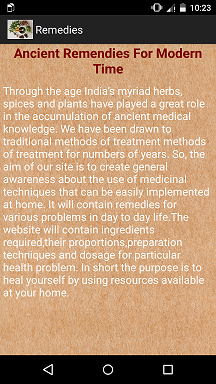 10:23
Remedies
Ancient Remendies For Modern
Time
Through the age India's myriad herbs,
spices and plants have played a great role
in the accumulation of ancient medical
knowledge. We have been drawn to
traditional methods of treatment methods
of treatment for numbers of years. So, the
aim of our site is to create general
awareness about the use of medicinal
techniques that can be easily implemented
at home. It will contain remedies for
various problems in day to day life.The
website will contain ingredients
required,their proportions,preparation
techniques and dosage for particular
health problem. In short the purpose is to
heal yourself by using resources available
at your home.